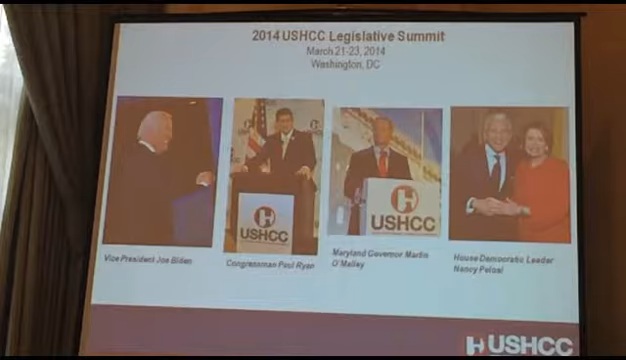 2014 USHCC Legislative Summit
March 21-23, 2014
Washington, DC
H
USHCC
H
USHCC
Vice President Joe Biden
Congressman Paul Ryan
Maryland Governor Martin
O'Malley
House Democratic Leader
Nancy Pelosi
H USHCC